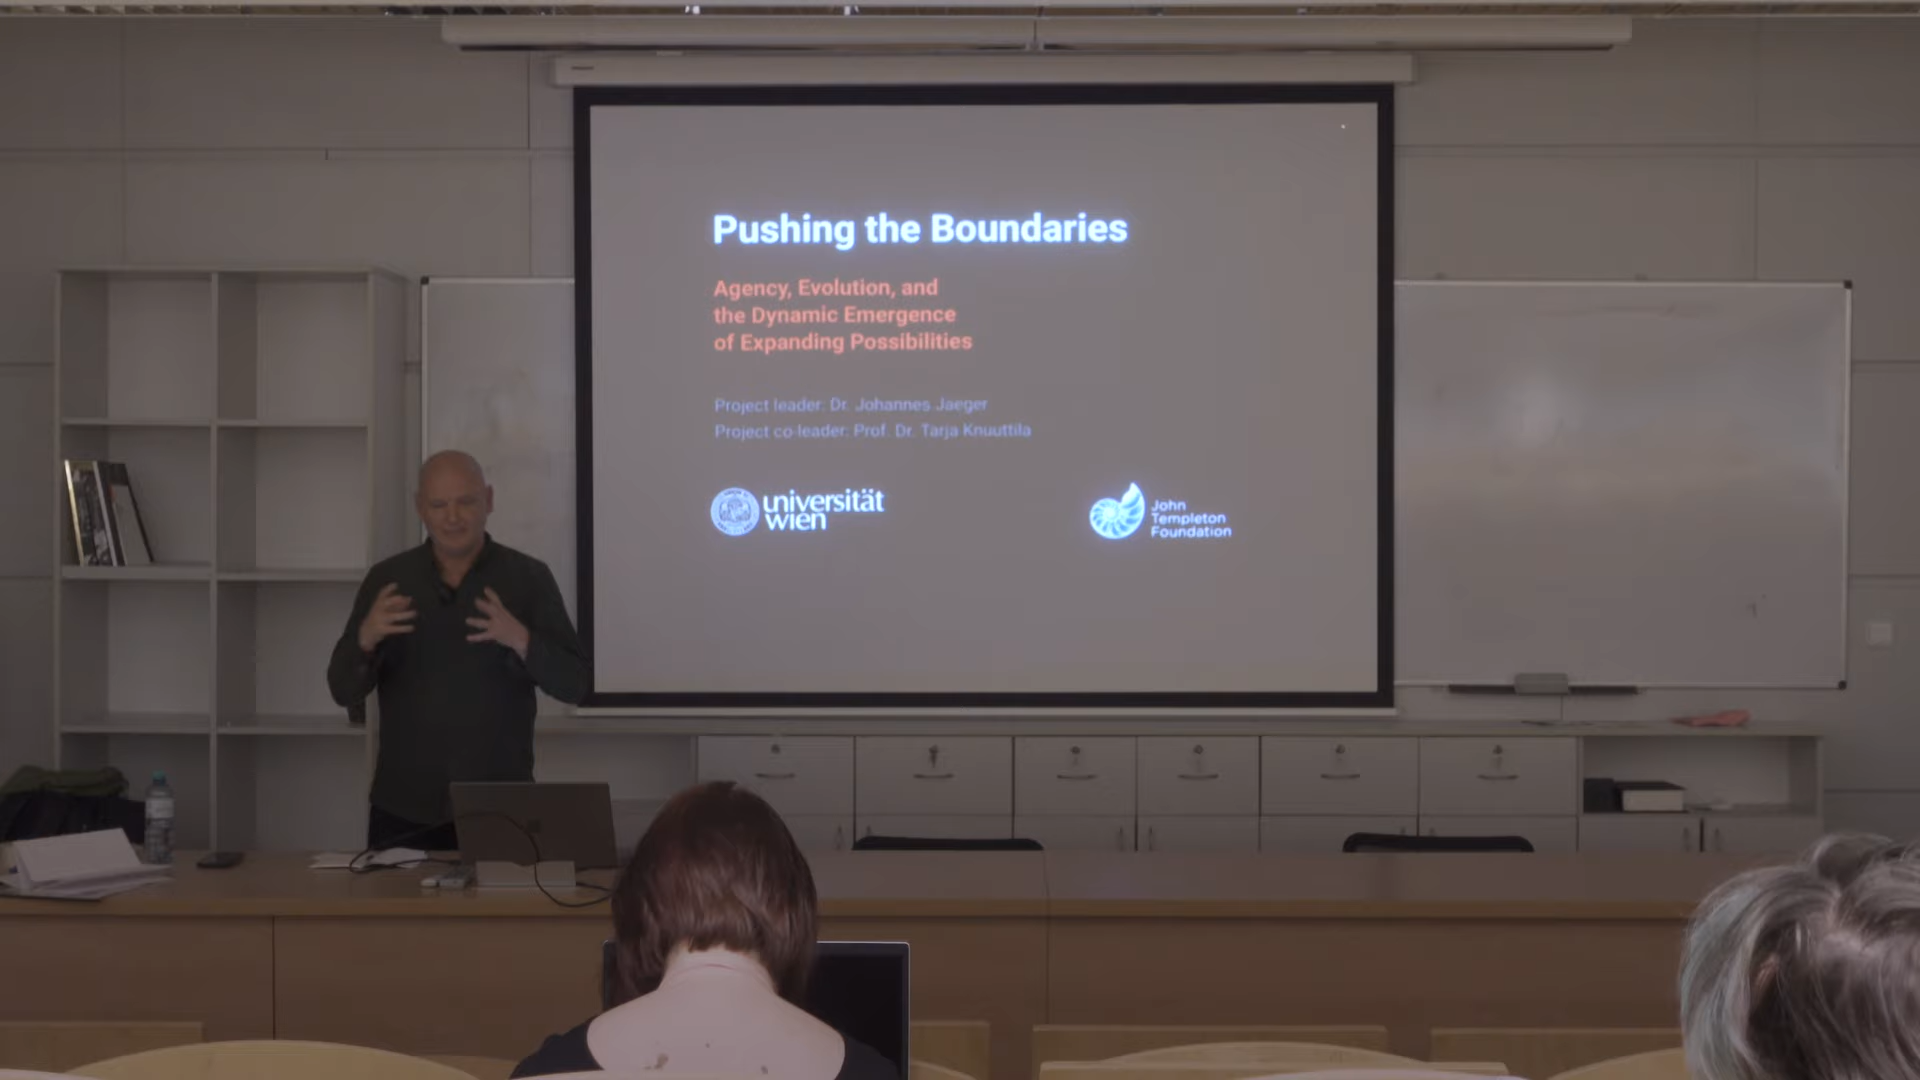 Pushing the Boundaries
Agency, Evolution, and
the Dynamic Emergence
of Expanding Possibilities
Project leader: Dr. Johannes Jaeger
Project co-leader: Prof. Dr. Tarja Knuuttila
universität
wien
John
Templeton
Foundation